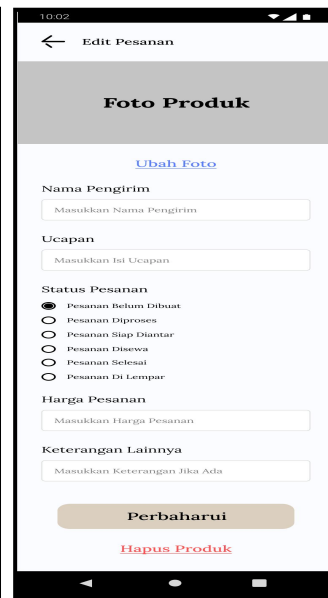 10:02
Edit Pesanan
Foto Produk
Ubah Foto
Nama Pengirim
Masukkan Nama Pengirim
Ucapan
Masukkan Isi Ucapan
Status Pesanan
Pesanan Belum Dibuat
Pesanan Diproses
Pesanan Siap Diantar
Pesanan Disewa
Pesanan Selesai
Pesanan Di Lempar
Harga Pesanan
Masukkan Harga Pesanan
Keterangan Lainnya
Masukkan Keterangan Jika Ada
Perbaharui
Hapus Produk